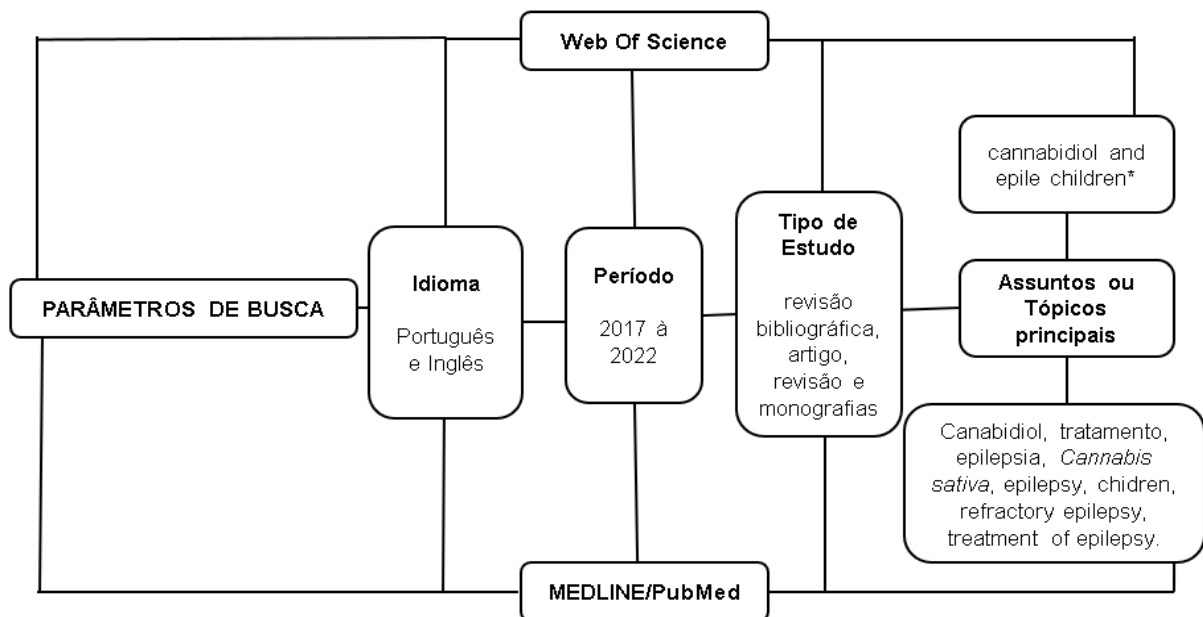 Web Of Science
cannabidiol and
epile children*
PARÂMETROS DE BUSCA
Idioma
Português
e Inglês
Período
2017 à
2022
Tipo de
Estudo
revisão
bibliográfica,
artigo,
revisão e
monografias
Assuntos ou
Tópicos
principais
Canabidiol, tratamento,
epilepsia, Cannabis
sativa, epilepsy, chidren,
refractory epilepsy,
treatment of epilepsy.
MEDLINE/PubMed